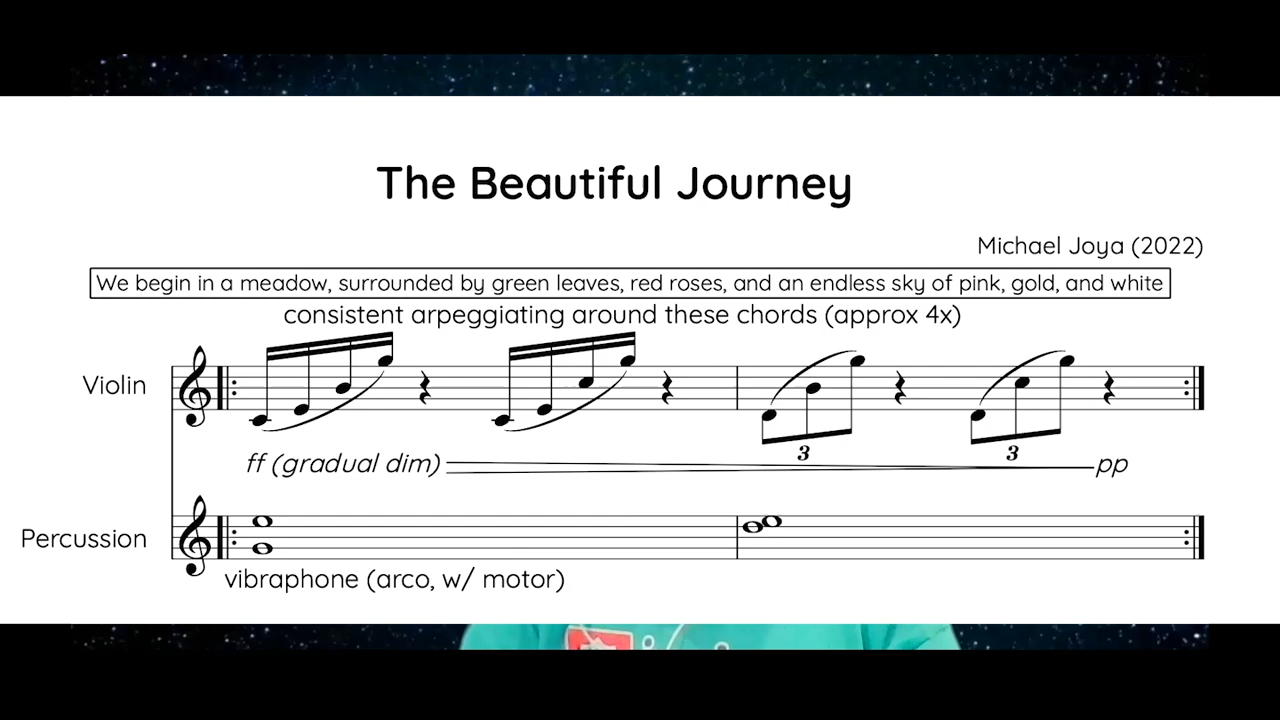 The Beautiful Journey
Michael Joya (2022)
We begin in a meadow, surrounded by green leaves, red roses, and an endless sky of pink, gold, and white
consistent arpeggiating around these chords (approx 4x)
Violin
3 3
ff (gradual dim) pp
Percussion
vibraphone (arco, w/ motor)